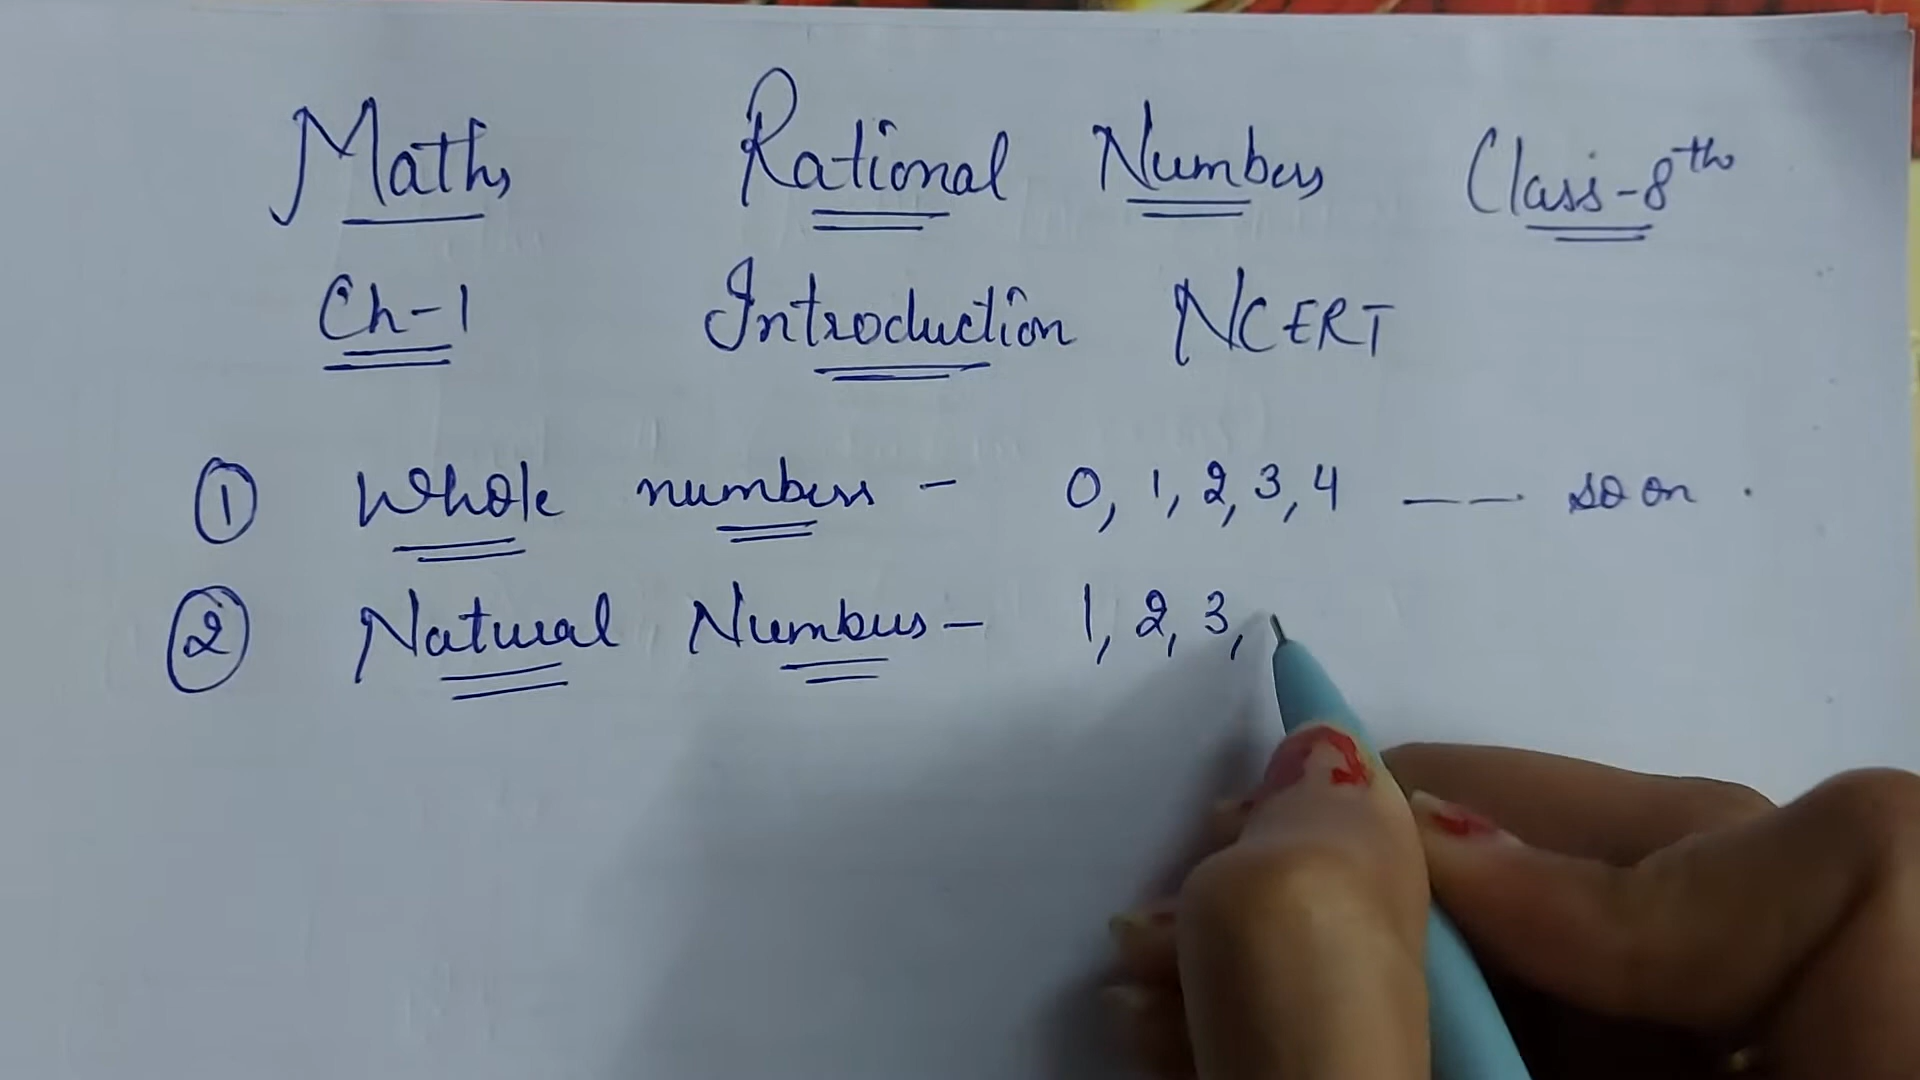 Maths Rational Numbers Class-8th
Ch-1 Introduction NCERT
① Whole numbers - 0, 1, 2, 3, 4 -- so on .
② Natural Numbers - 1, 2, 3,